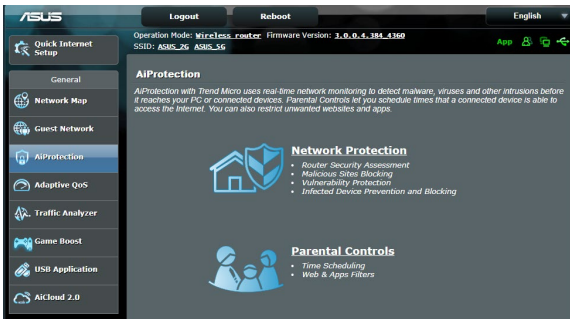 ASUS
Logout
Reboot
English
Operation Mode: Wireless router Firmware Version: 3.0.0.4.384_4360
SSID: ASUS_2G ASUS_5G
App
Quick Internet
Setup
General
Network Map
Guest Network
AiProtection
Adaptive QoS
Traffic Analyzer
Game Boost
USB Application
AiCloud 2.0
AiProtection
AiProtection with Trend Micro uses real-time network monitoring to detect malware, viruses and other intrusions before
it reaches your PC or connected devices. Parental Controls let you schedule times that a connected device is able to
access the Internet. You can also restrict unwanted websites and apps.
Network Protection
• Router Security Assessment
• Malicious Sites Blocking
• Vulnerability Protection
• Infected Device Prevention and Blocking
Parental Controls
• Time Scheduling
• Web & Apps Filters